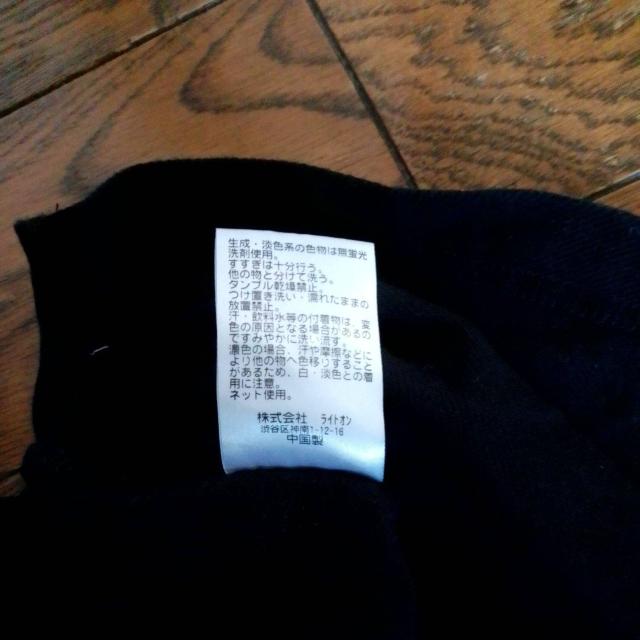 生成・淡色系の色物は無蛍光
洗剤使用。
すすぎは十分行う。
他の物と分けて洗う。
タンブル乾燥禁止。
つけ置き洗い・濡れたままの
放置禁止。
汗・飲み水等の付着物は、変
色の原因となる場合があるの
ですみやかに洗い流す。
濃色の場合、汗や摩擦などに
より他の物へ色移りすること
があるため、白・淡色との着
用に注意。
ネット使用。
株式会社 ライトオン
渋谷区神南1-12-16
中国製